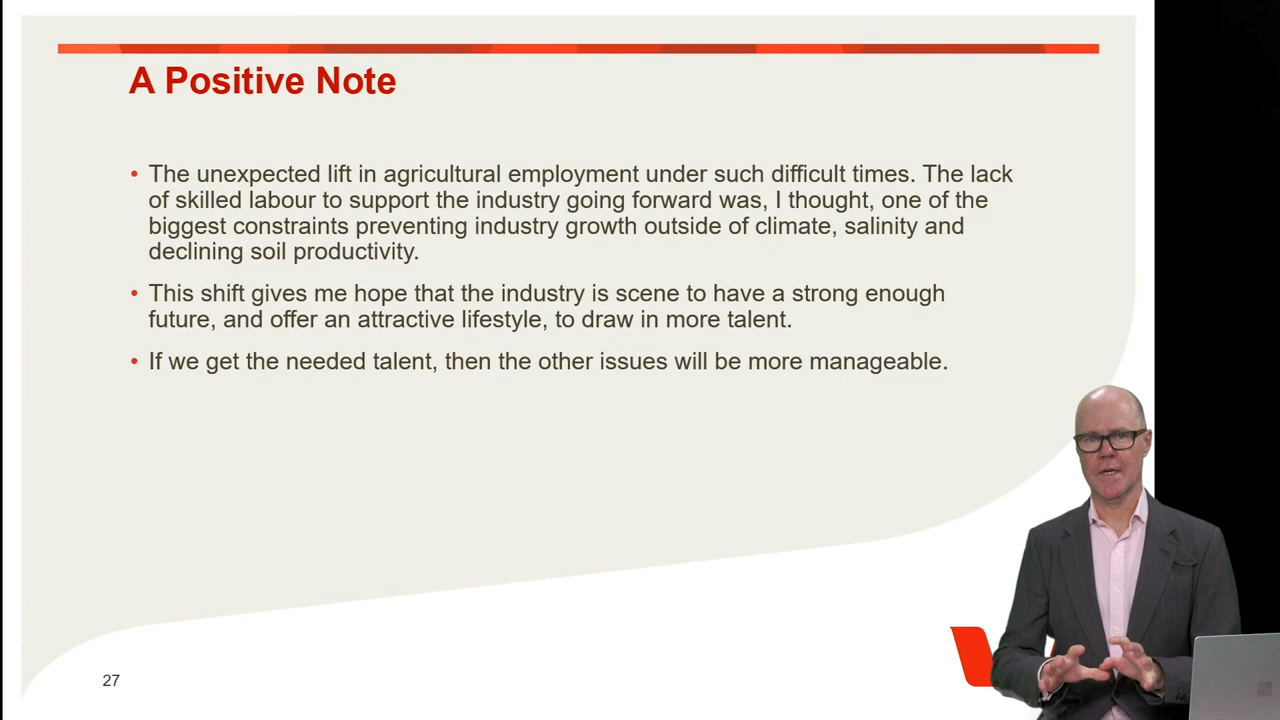 A Positive Note
• The unexpected lift in agricultural employment under such difficult times. The lack
of skilled labour to support the industry going forward was, I thought, one of the
biggest constraints preventing industry growth outside of climate, salinity and
declining soil productivity.
• This shift gives me hope that the industry is scene to have a strong enough
future, and offer an attractive lifestyle, to draw in more talent.
• If we get the needed talent, then the other issues will be more manageable.
27